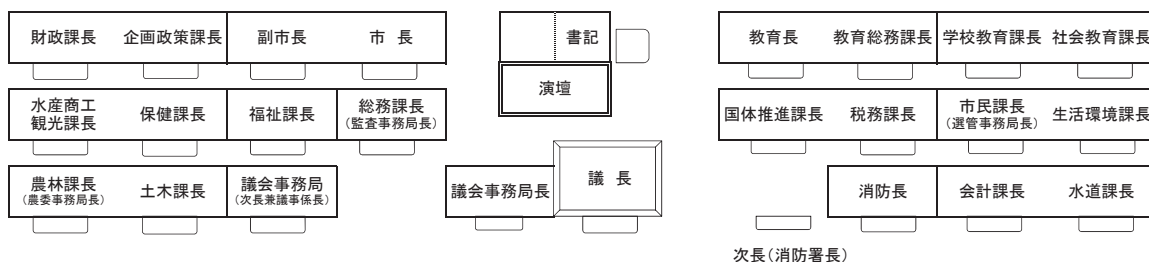 財政課長 企画政策課長 副市長 市 長 書記 教育長 教育総務課長 学校教育課長 社会教育課長
演壇
水産商工
観光課長 保健課長 福祉課長 総務課長
(監査事務局長) 国体推進課長 税務課長 市民課長
(選管事務局長) 生活環境課長
農林課長
(農委事務局長) 土木課長 議会事務局
(次長兼議事係長) 議会事務局長 議 長 消防長 会計課長 水道課長
次長(消防署長)